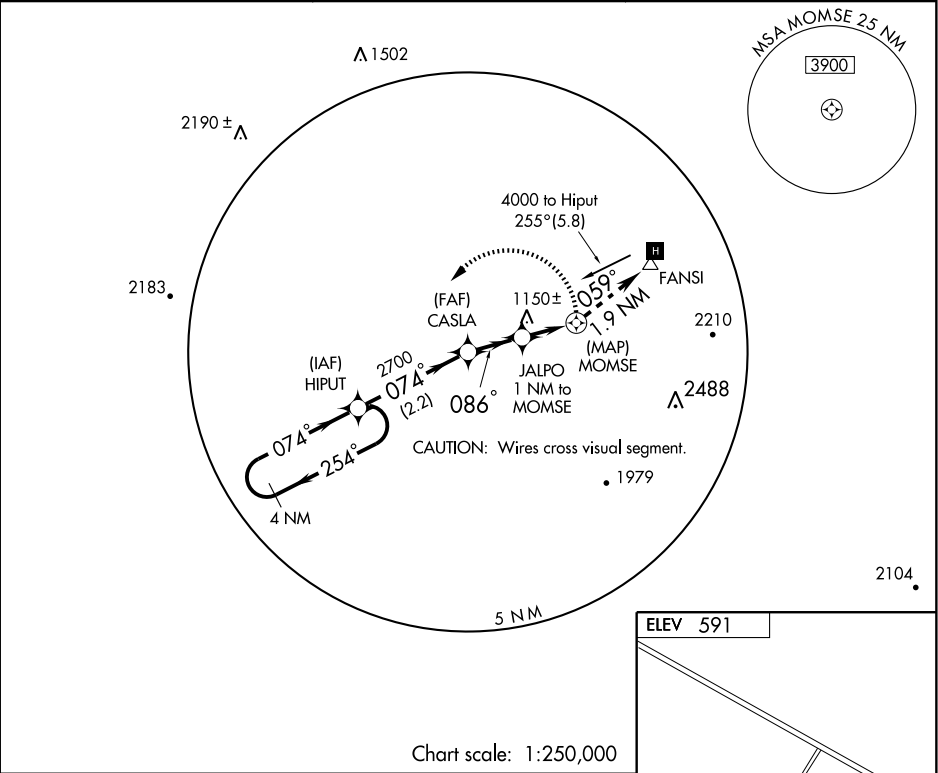 MSA MOMSE 25 NM
3900
1502
2190 ±
4000 to Hiput
255°(5.8)
H
FANSI
059°
1.9 NM
2183
(FAF)
CASLA
1150±
2210
(MAP)
MOMSE
(IAF)
HIPUT
2700
074°
(2.2)
086°
JALPO
1 NM to
MOMSE
2488
074°
254°
CAUTION: Wires cross visual segment.
1979
4 NM
2104
5 NM
ELEV 591
Chart scale: 1:250,000